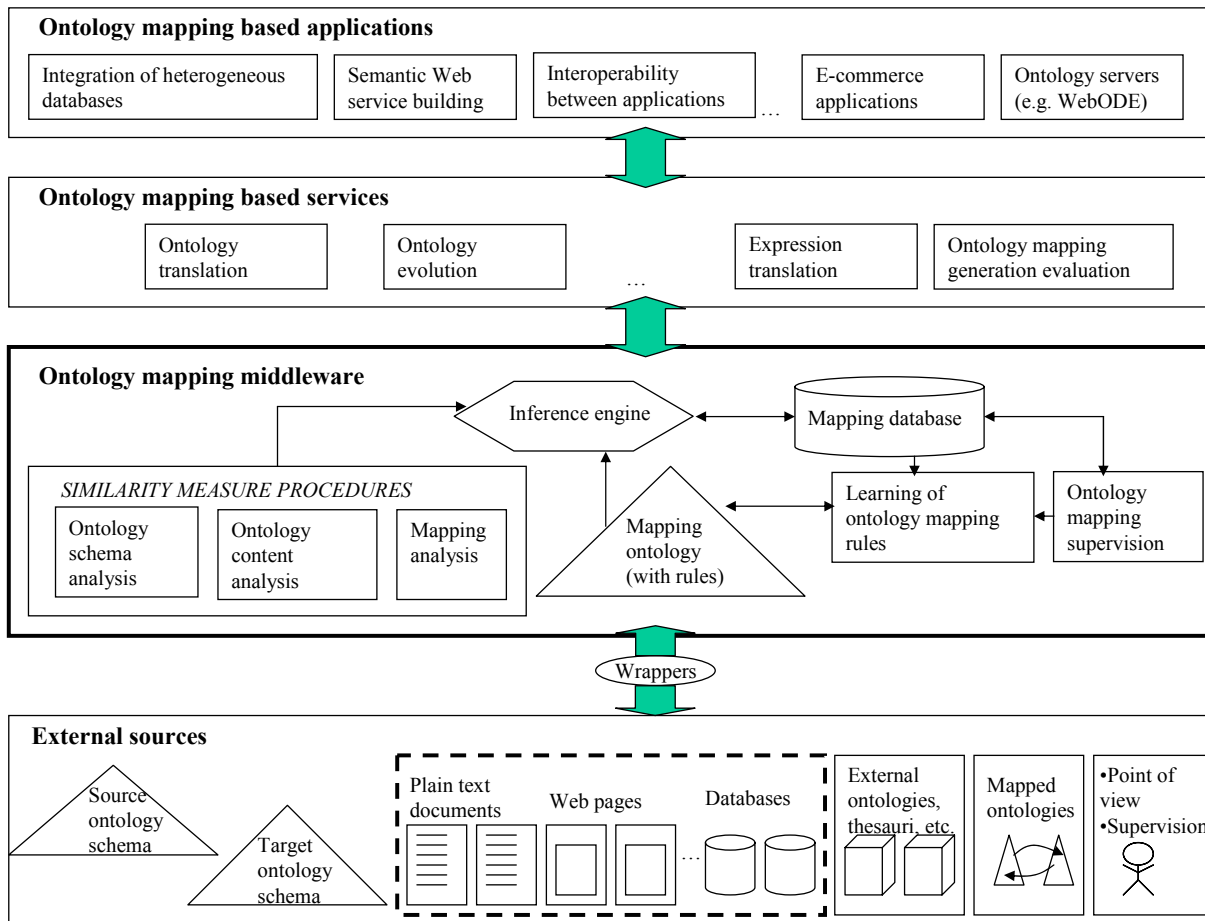 Ontology mapping based applications
Integration of heterogeneous
databases
Semantic Web
service building
Interoperability
between applications
…
E-commerce
applications
Ontology servers
(e.g. WebODE)
Ontology mapping based services
Ontology
translation
Ontology
evolution
…
Expression
translation
Ontology mapping
generation evaluation
Ontology mapping middleware
Inference engine
Mapping database
SIMILARITY MEASURE PROCEDURES
Ontology
schema
analysis
Ontology
content
analysis
Mapping
analysis
Mapping
ontology
(with rules)
Learning of
ontology mapping
rules
Ontology
mapping
supervision
Wrappers
External sources
Source
ontology
schema
Target
ontology
schema
Plain text
documents
Web pages
…
Databases
External
ontologies,
thesauri, etc.
Mapped
ontologies
•Point of
view
•Supervision